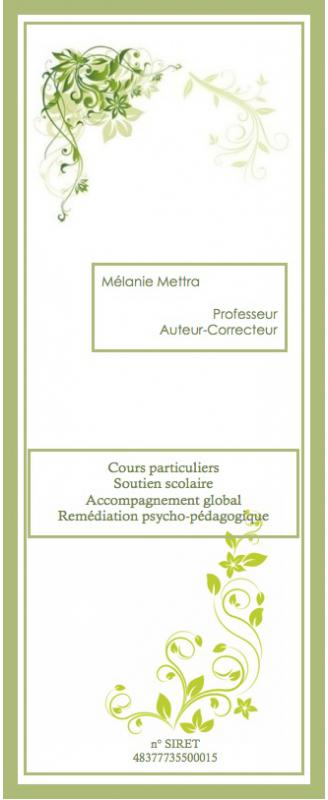 Mélanie Mettra
Professeur
Auteur-Correcteur
Cours particuliers
Soutien scolaire
Accompagnement global
Remédiation psycho-pédagogique
n° SIRET
48377735500015